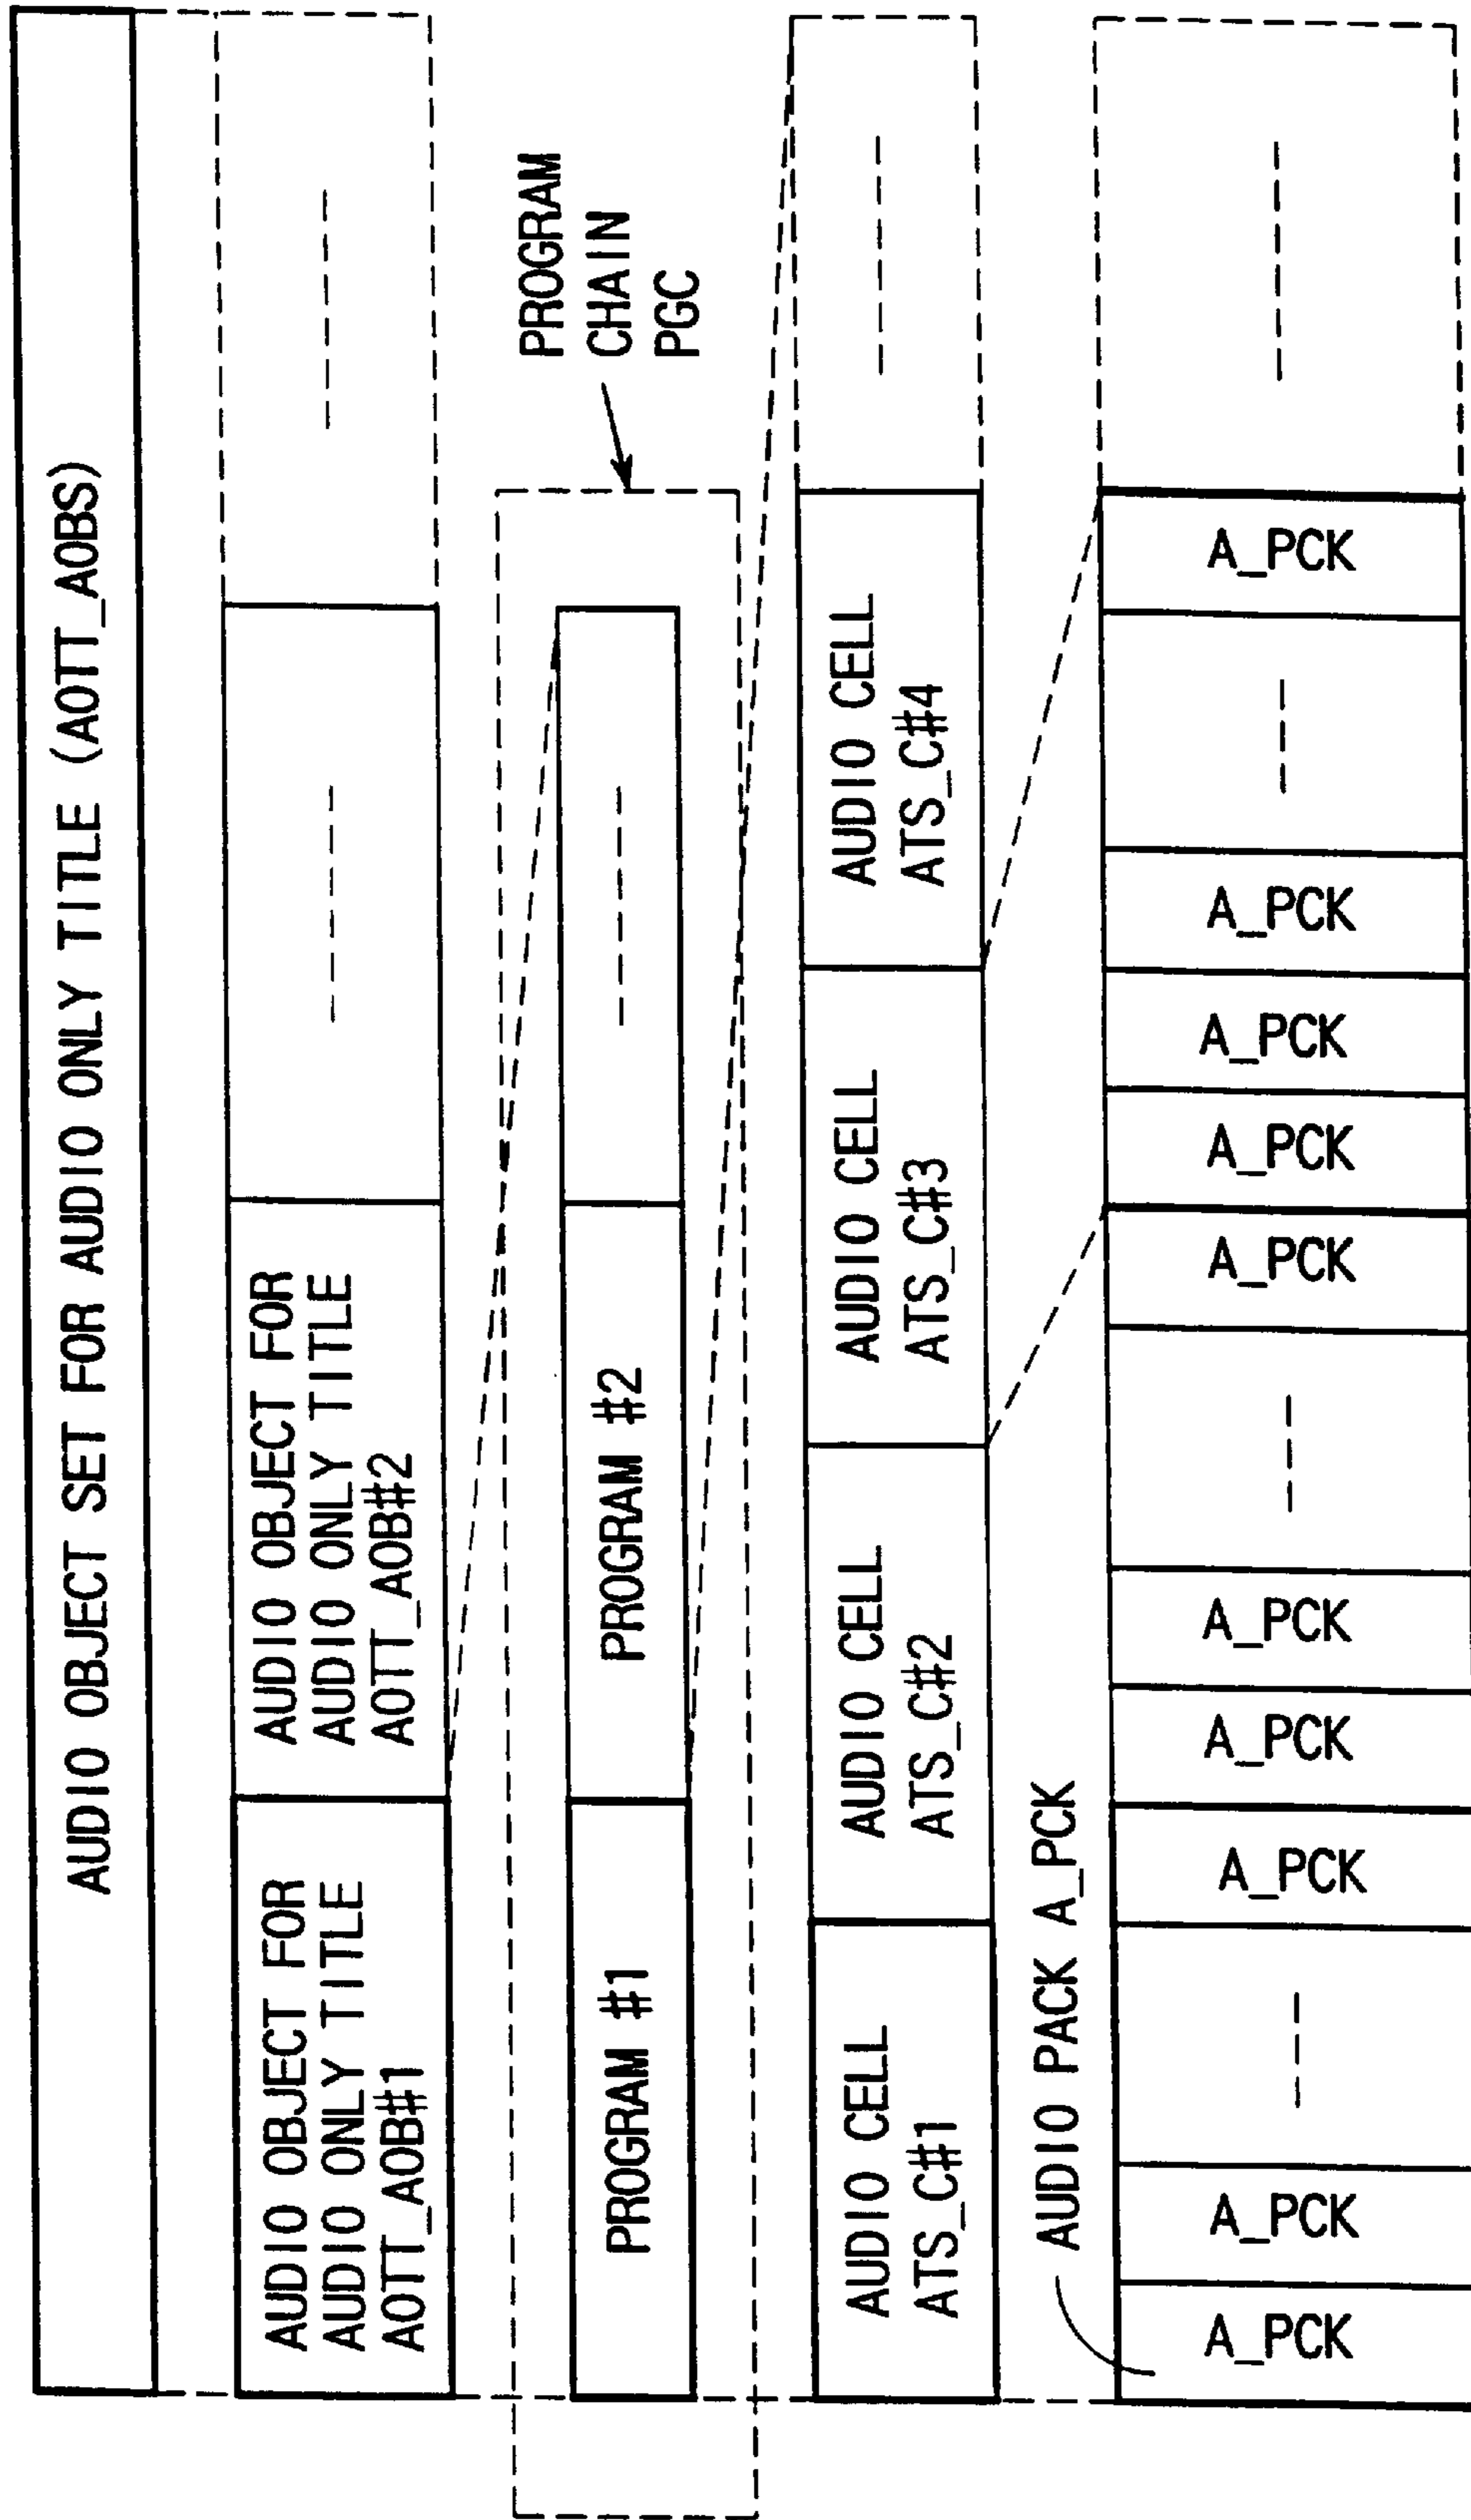 AUDIO OBJECT SET FOR AUDIO ONLY TITLE (AOTT_AOBS)
AUDIO OBJECT FOR
AUDIO ONLY TITLE
AOTT_AOB#1
AUDIO OBJECT FOR
AUDIO ONLY TITLE
AOTT_AOB#2
PROGRAM
CHAIN
PGC
PROGRAM #1
PROGRAM #2
AUDIO CELL
ATS_C#1
AUDIO CELL
ATS_C#2
AUDIO CELL
ATS_C#3
AUDIO CELL
ATS_C#4
AUDIO PACK A_PCK
A_PCK
A_PCK
A_PCK
A_PCK
A_PCK
A_PCK
A_PCK
A_PCK
A_PCK
A_PCK